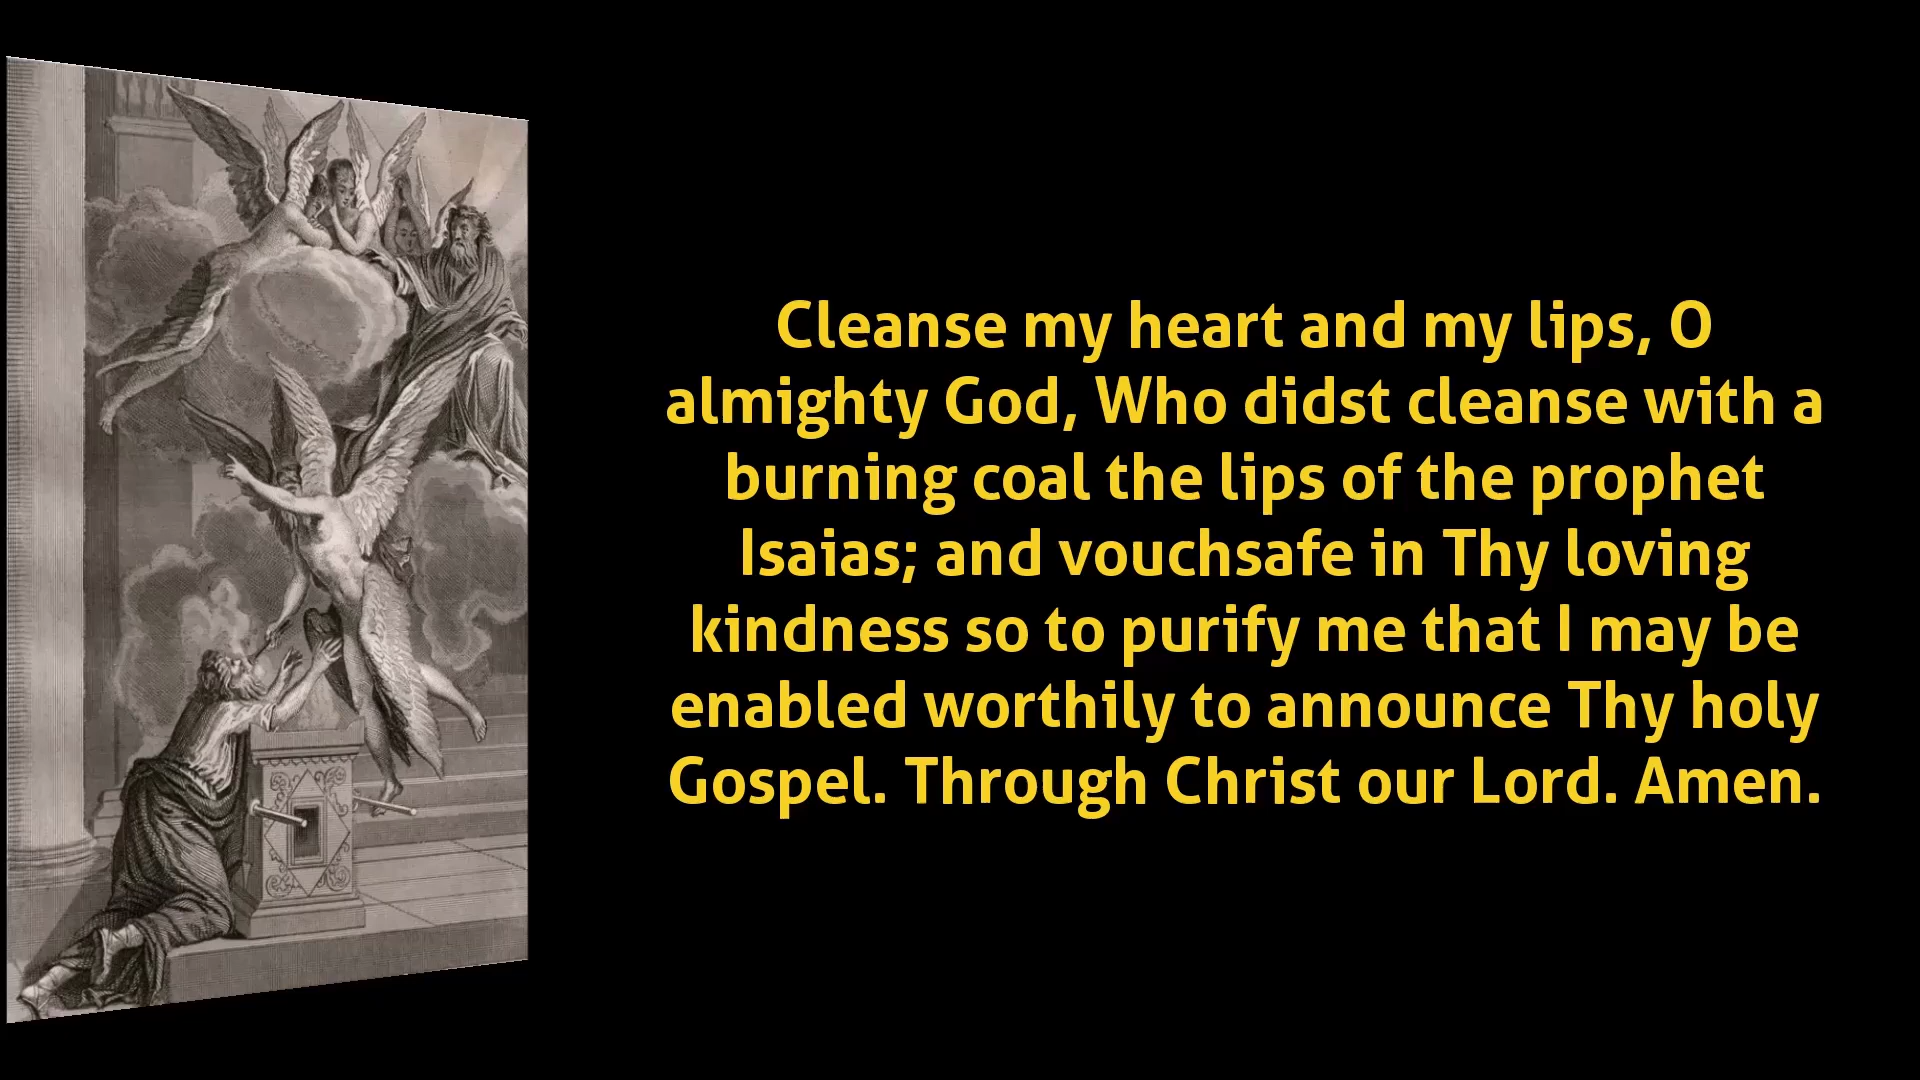 Cleanse my heart and my lips, O
almighty God, Who didst cleanse with a
burning coal the lips of the prophet
Isaias; and vouchsafe in Thy loving
kindness so to purify me that I may be
enabled worthily to announce Thy holy
Gospel. Through Christ our Lord. Amen.